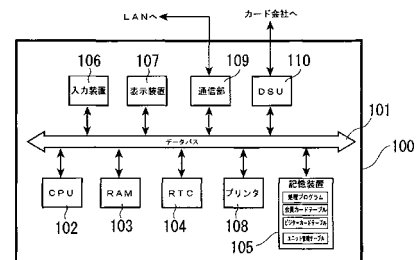 LANへ
カード会社へ
106
107
109
110
入力装置
表示装置
通信部
DSU
101
データバス
100
CPU
RAM
RTC
プリンタ
記憶装置
処理プログラム
会員カードテーブル
ビジターカードテーブル
ユニット管理テーブル
102
103
104
108
105